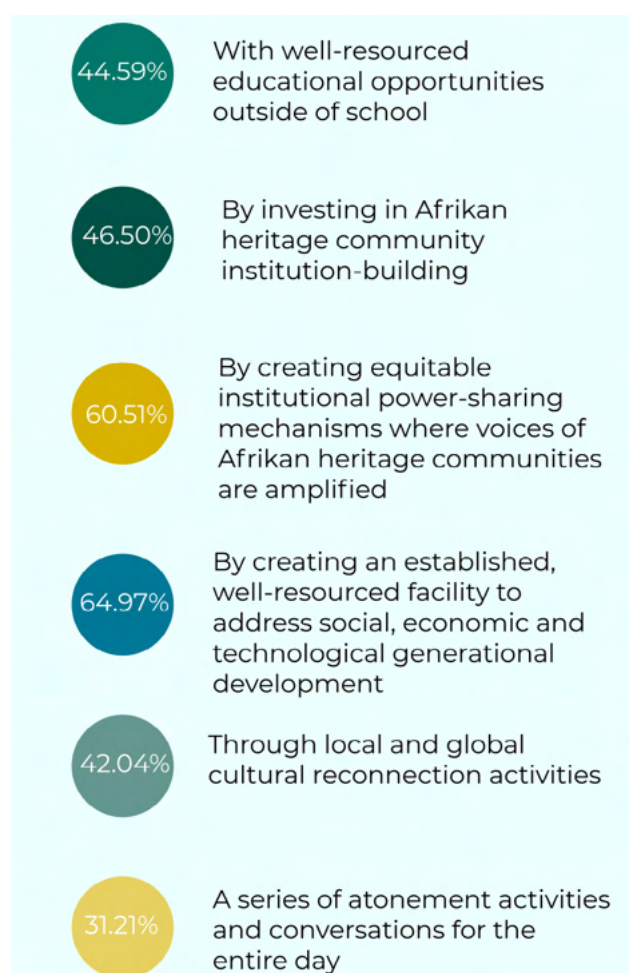 44.59%
With well-resourced
educational opportunities
outside of school
46.50%
By investing in Afrikan
heritage community
institution-building
60.51%
By creating equitable
institutional power-sharing
mechanisms where voices of
Afrikan heritage communities
are amplified
64.97%
By creating an established,
well-resourced facility to
address social, economic and
technological generational
development
42.04%
Through local and global
cultural reconnection activities
31.21%
A series of atonement activities
and conversations for the
entire day